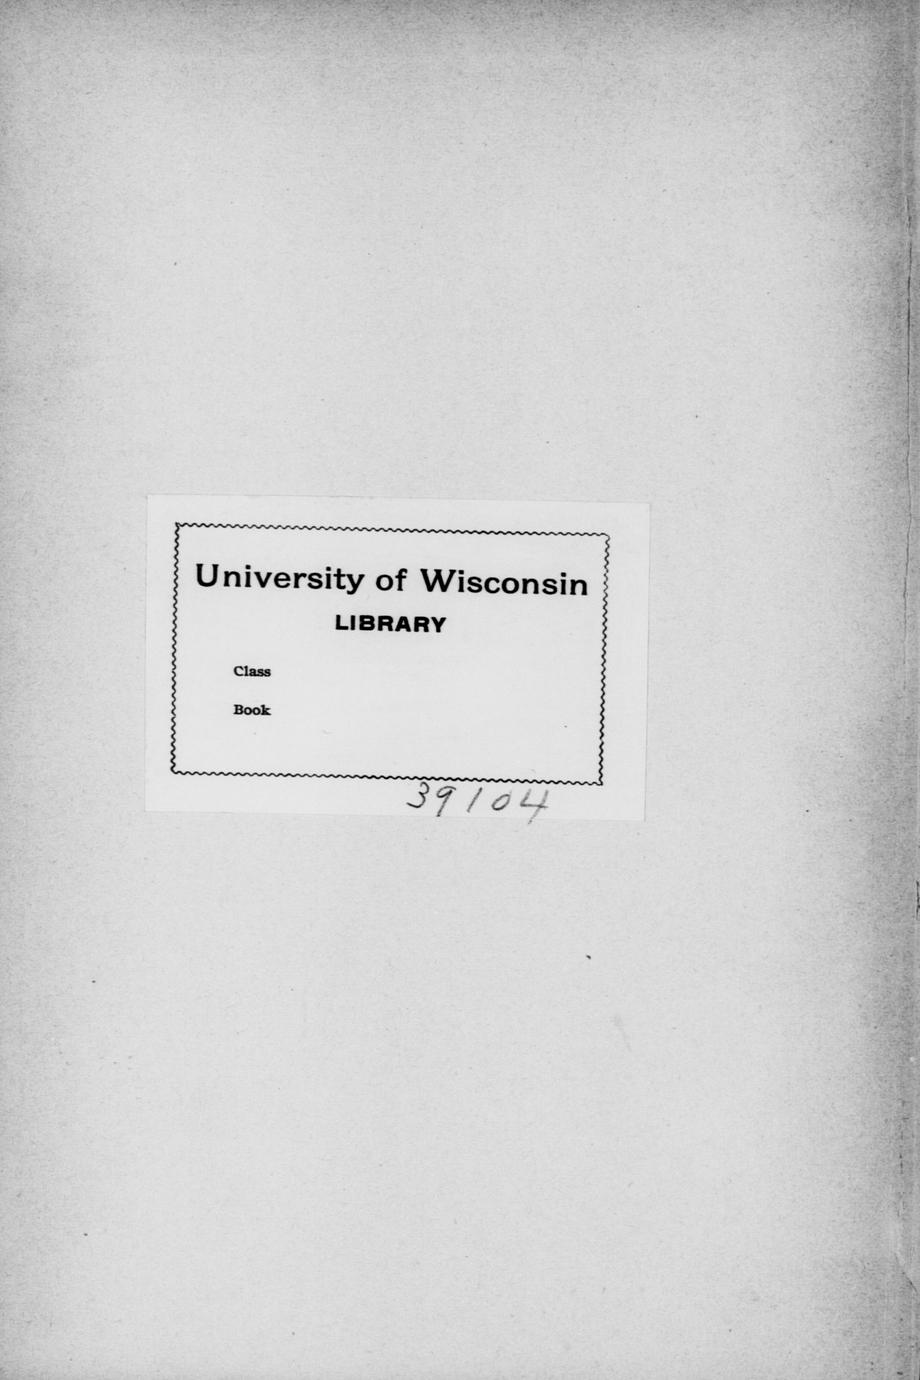 University of Wisconsin
LIBRARY
Class
Book
39104